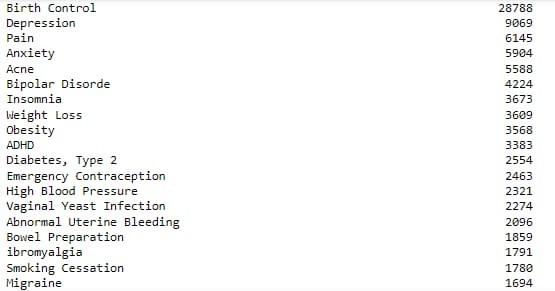 Birth Control 28788
Depression 9069
Pain 6145
Anxiety 5904
Acne 5588
Bipolar Disorde 4224
Insomnia 3673
Weight Loss 3609
Obesity 3568
ADHD 3383
Diabetes, Type 2 2554
Emergency Contraception 2463
High Blood Pressure 2321
Vaginal Yeast Infection 2274
Abnormal Uterine Bleeding 2096
Bowel Preparation 1859
ibromyalgia 1791
Smoking Cessation 1780
Migraine 1694